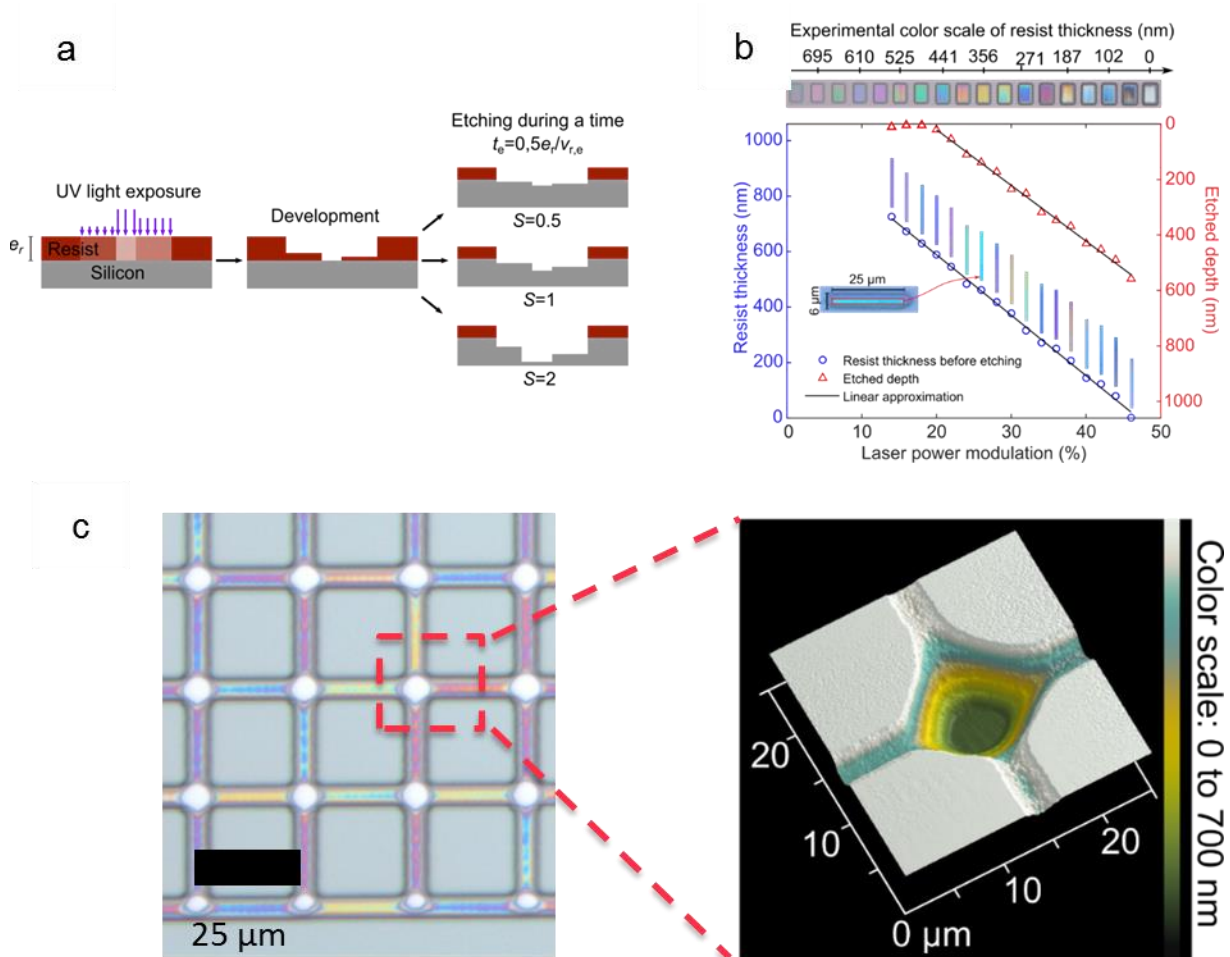 a
UV light exposure
e_r
Resist
Silicon
Development
Etching during a time
t_e=0,5e_r/v_{r,e}
S=0.5
S=1
S=2
b
Experimental color scale of resist thickness (nm)
695 610 525 441 356 271 187 102 0
Resist thickness (nm)
1000
800
600
400
200
0
0
200
400
600
800
1000
Etched depth (nm)
25 µm
6 µm
Resist thickness before etching
Etched depth
Linear approximation
0 10 20 30 40 50
Laser power modulation (%)
c
25 µm
20
10
0 µm
10
20
Color scale: 0 to 700 nm